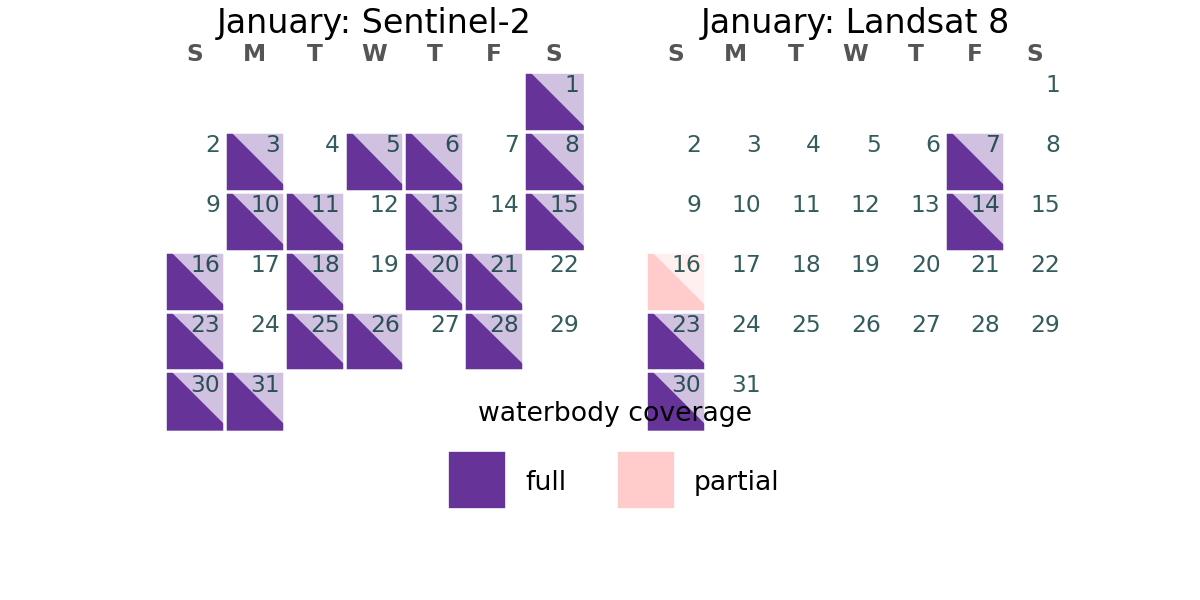 January: Sentinel-2
S M T W T F S
1
2 3 4 5 6 7 8
9 10 11 12 13 14 15
16 17 18 19 20 21 22
23 24 25 26 27 28 29
30 31
January: Landsat 8
S M T W T F S
1
2 3 4 5 6 7 8
9 10 11 12 13 14 15
16 17 18 19 20 21 22
23 24 25 26 27 28 29
30 31
waterbody coverage
full partial